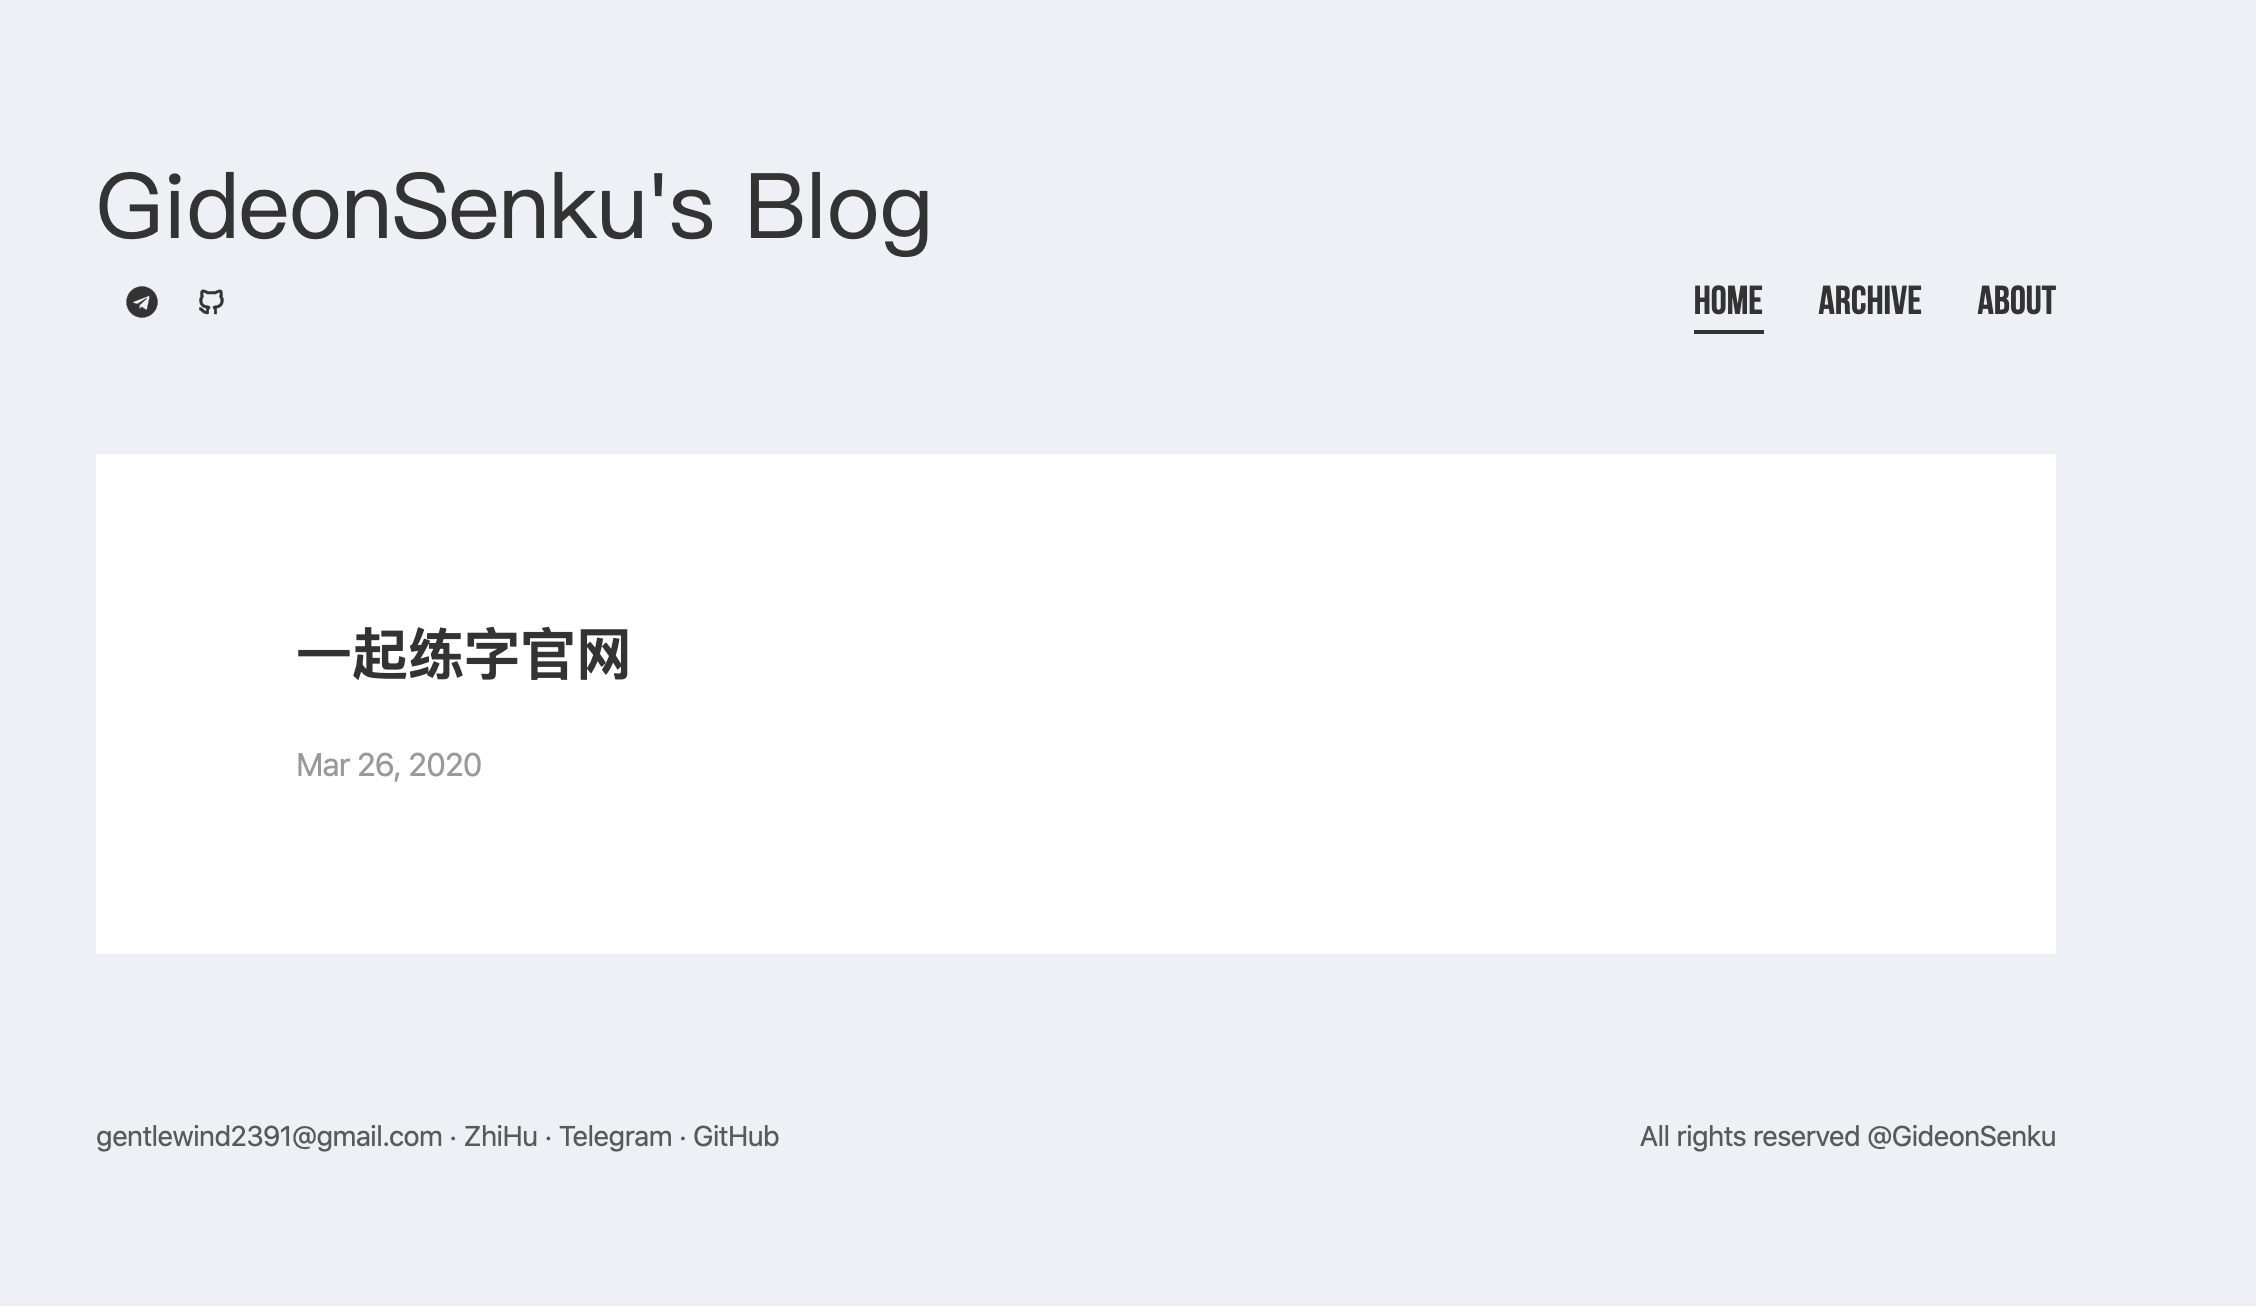 GideonSenku's Blog
HOME ARCHIVE ABOUT
一起练字官网
Mar 26, 2020
gentlewind2391@gmail.com · ZhiHu · Telegram · GitHub
All rights reserved @GideonSenku